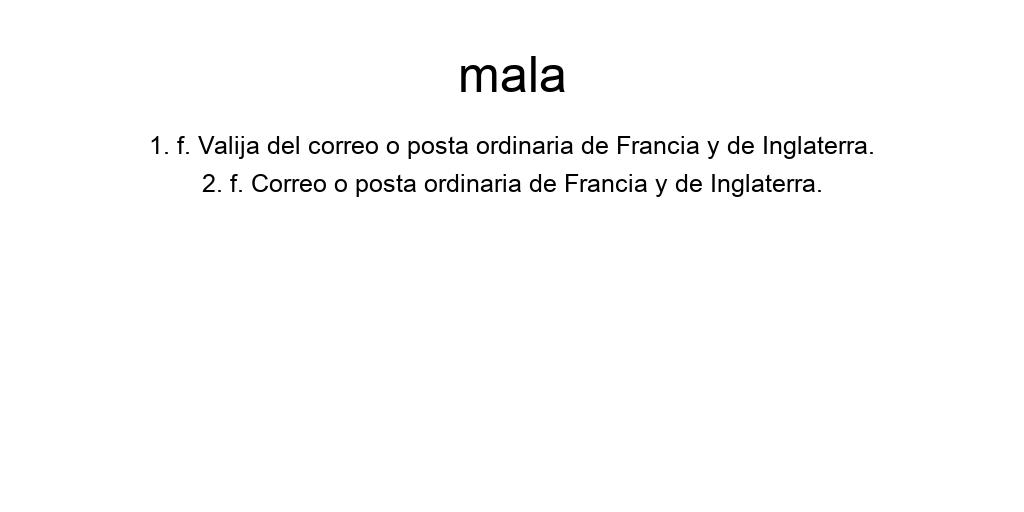 mala
1. f. Valija del correo o posta ordinaria de Francia y de Inglaterra.
2. f. Correo o posta ordinaria de Francia y de Inglaterra.